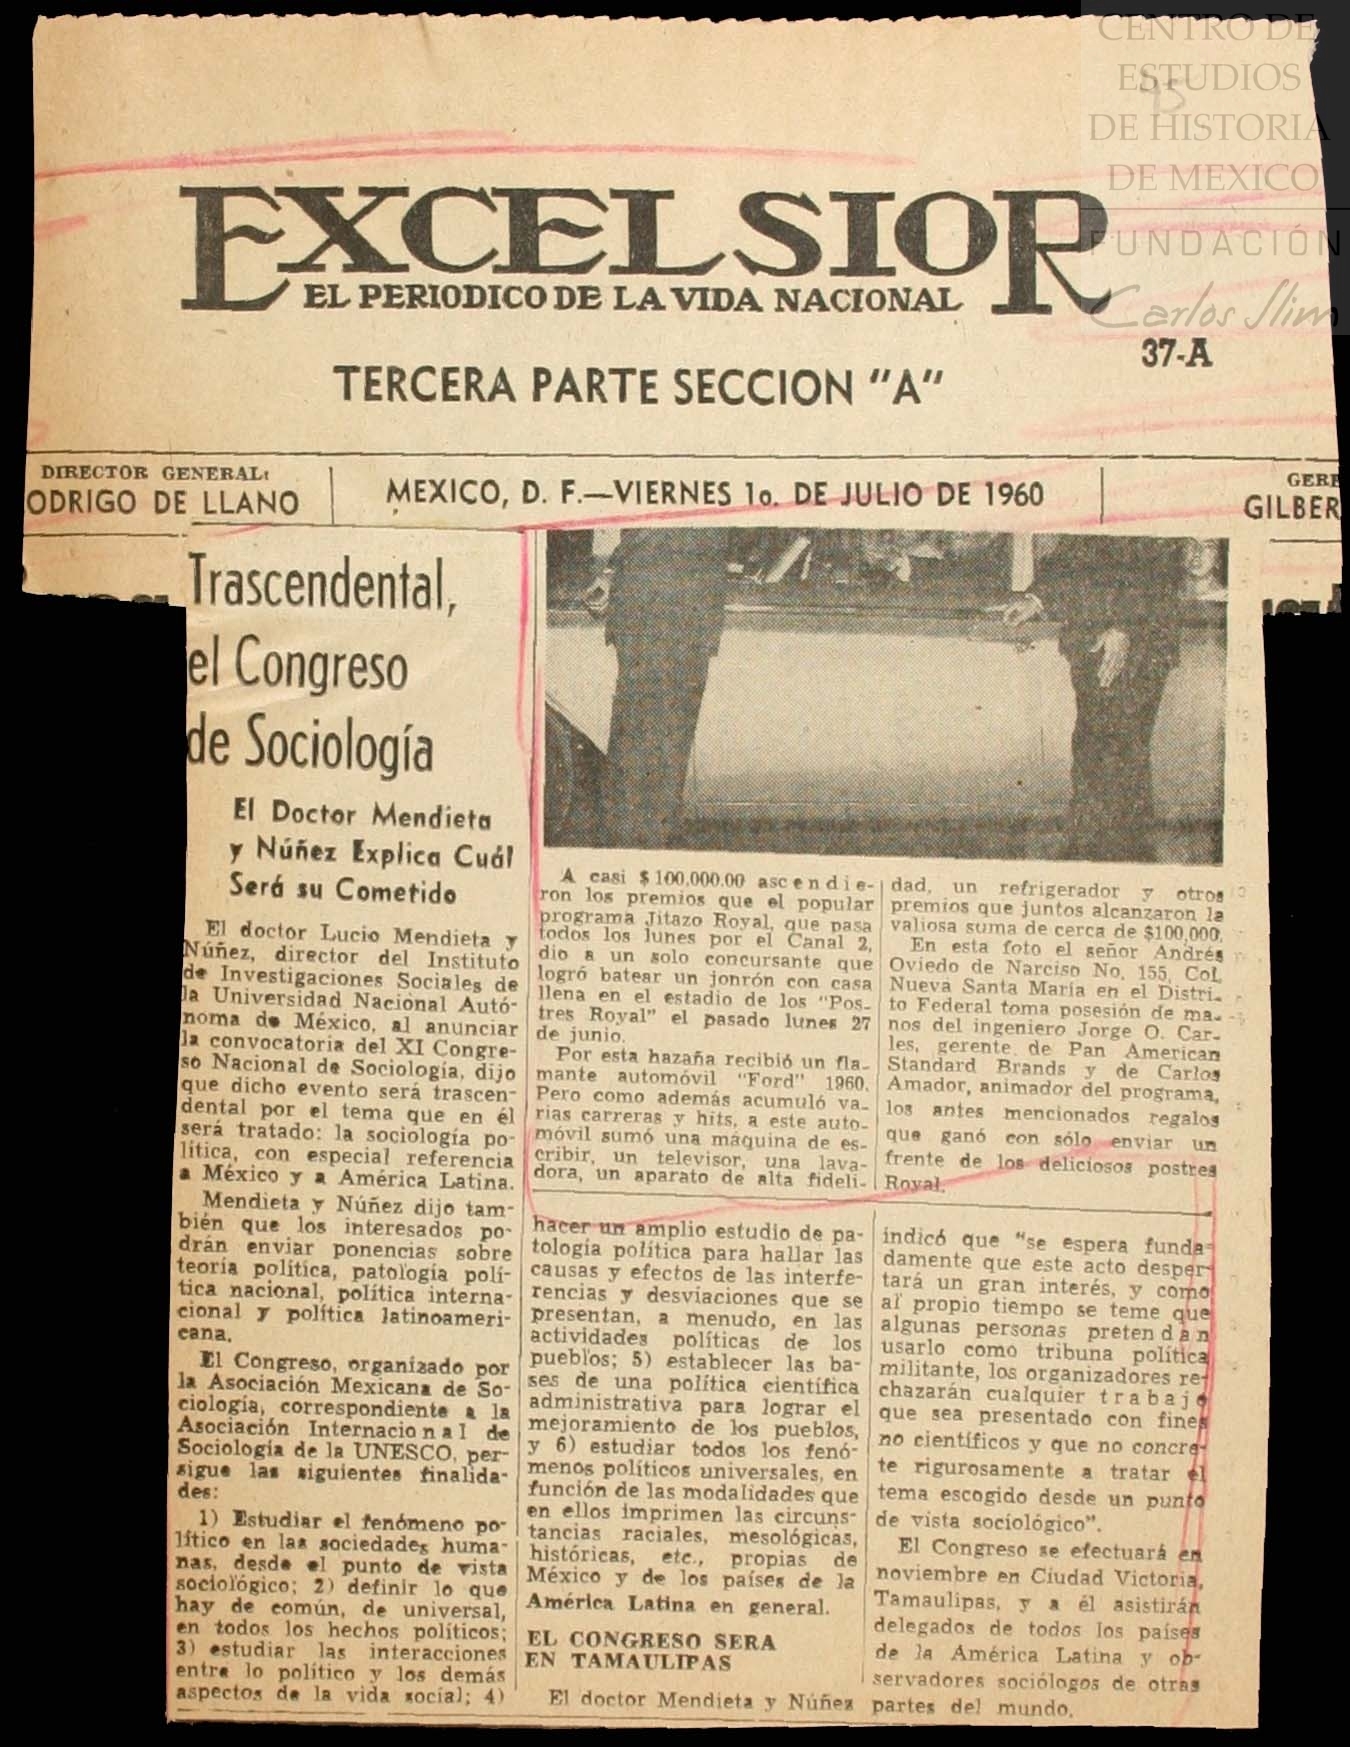 CENTRO DE
ESTUDIOS
DE HISTORIA
DE MEXICO
FUNDACIÓN
Carlos Slim
45
EXCELSIOR
EL PERIODICO DE LA VIDA NACIONAL
37-A
TERCERA PARTE SECCION "A"
DIRECTOR GENERAL:
ODRIGO DE LLANO
MEXICO, D. F.—VIERNES 1o. DE JULIO DE 1960
GERE
GILBER
Trascendental,
el Congreso
de Sociología
El Doctor Mendieta
y Núñez Explica Cuál
Será su Cometido
El doctor Lucio Mendieta y
Núñez, director del Instituto
de Investigaciones Sociales de
la Universidad Nacional Autó-
noma de México, al anunciar
la convocatoria del XI Congre-
so Nacional de Sociología, dijo
que dicho evento será trascen-
dental por el tema que en él
será tratado: la sociología po-
lítica, con especial referencia
a México y a América Latina.
Mendieta y Núñez dijo tam-
bién que los interesados po-
drán enviar ponencias sobre
teoría política, patología polí-
tica nacional, política interna-
cional y política latinoameri-
cana.
El Congreso, organizado por
la Asociación Mexicana de So-
ciología, correspondiente a la
Asociación Internacional de
Sociología de la UNESCO, per-
sigue las siguientes finalida-
des:
1) Estudiar el fenómeno po-
lítico en las sociedades huma-
nas, desde el punto de vista
sociológico; 2) definir lo que
hay de común, de universal,
en todos los hechos políticos;
3) estudiar las interacciones
entre lo político y los demás
aspectos de la vida social; 4)
A casi $100,000.00 ascendie-
ron los premios que el popular
programa Jitazo Royal, que pasa
todos los lunes por el Canal 2,
dio a un solo concursante que
logró batear un jonrón con casa
llena en el estadio de los "Pos-
tres Royal" el pasado lunes 27
de junio.
Por esta hazaña recibió un fla-
mante automóvil "Ford" 1960.
Pero como además acumuló va-
rias carreras y hits, a este auto-
móvil sumó una máquina de es-
cribir, un televisor, una lava-
dora, un aparato de alta fideli-
dad, un refrigerador y otros
premios que juntos alcanzaron la
valiosa suma de cerca de $100,000.
En esta foto el señor Andrés
Oviedo de Narciso No. 155, Col.
Nueva Santa María en el Distri-
to Federal toma posesión de ma-
nos del ingeniero Jorge O. Car-
les, gerente de Pan American
Standard Brands y de Carlos
Amador, animador del programa,
los antes mencionados regalos
que ganó con sólo enviar un
frente de los deliciosos postres
Royal.
hacer un amplio estudio de pa-
tología política para hallar las
causas y efectos de las interfe-
rencias y desviaciones que se
presentan, a menudo, en las
actividades políticas de los
pueblos; 5) establecer las ba-
ses de una política científica
administrativa para lograr el
mejoramiento de los pueblos,
y 6) estudiar todos los fenó-
menos políticos universales, en
función de las modalidades que
en ellos imprimen las circuns-
tancias raciales, mesológicas,
históricas, etc., propias de
México y de los países de la
América Latina en general.
EL CONGRESO SERA
EN TAMAULIPAS
El doctor Mendieta y Núñez
indicó que "se espera funda-
damente que este acto desper-
tará un gran interés, y como
al propio tiempo se teme que
algunas personas pretendan
usarlo como tribuna política
militante, los organizadores re-
chazarán cualquier trabajo
que sea presentado con fines
no científicos y que no concre-
te rigurosamente a tratar el
tema escogido desde un punto
de vista sociológico".
El Congreso se efectuará en
noviembre en Ciudad Victoria,
Tamaulipas, y a él asistirán
delegados de todos los países
de la América Latina y ob-
servadores sociólogos de otras
partes del mundo.